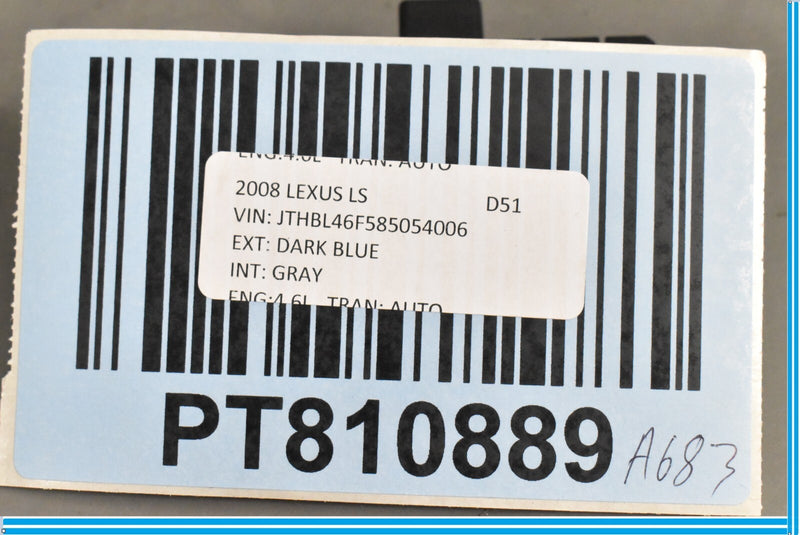 ENG:4.6L TRAN: AUTO
2008 LEXUS LS D51
VIN: JTHBL46F585054006
EXT: DARK BLUE
INT: GRAY
ENG:4.6L TRAN: AUTO
PT810889 A683